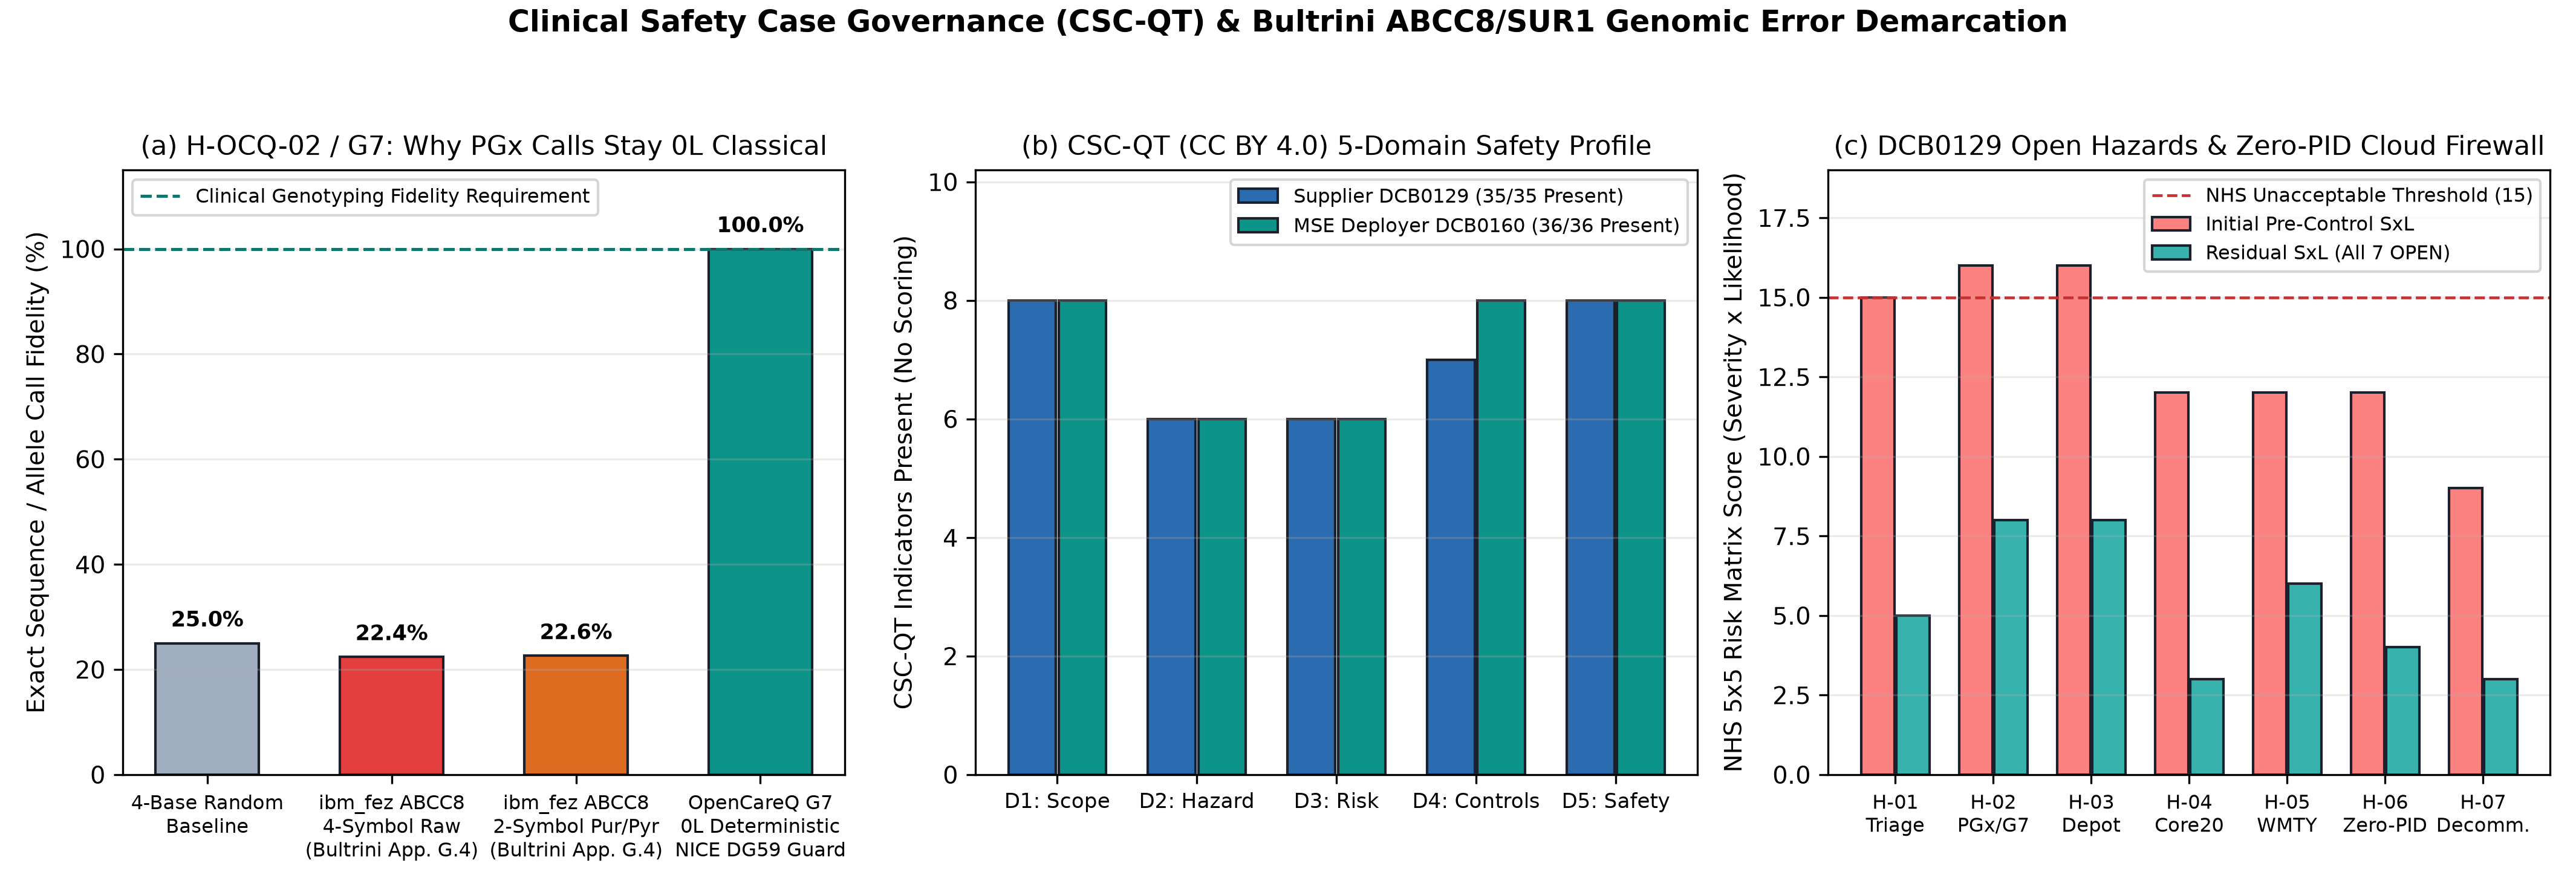 Clinical Safety Case Governance (CSC-QT) & Bultrini ABCC8/SUR1 Genomic Error Demarcation
(a) H-OCQ-02 / G7: Why PGx Calls Stay 0L Classical
Exact Sequence / Allele Call Fidelity (%)
100
80
60
40
20
0
Clinical Genotyping Fidelity Requirement
25.0%
22.4%
22.6%
100.0%
4-Base Random
Baseline
ibm_fez ABCC8
4-Symbol Raw
(Bultrini App. G.4)
ibm_fez ABCC8
2-Symbol Pur/Pyr
(Bultrini App. G.4)
OpenCareQ G7
0L Deterministic
NICE DG59 Guard
(b) CSC-QT (CC BY 4.0) 5-Domain Safety Profile
CSC-QT Indicators Present (No Scoring)
10
8
6
4
2
0
Supplier DCB0129 (35/35 Present)
MSE Deployer DCB0160 (36/36 Present)
D1: Scope
D2: Hazard
D3: Risk
D4: Controls
D5: Safety
(c) DCB0129 Open Hazards & Zero-PID Cloud Firewall
NHS 5x5 Risk Matrix Score (Severity x Likelihood)
17.5
15.0
12.5
10.0
7.5
5.0
2.5
0.0
NHS Unacceptable Threshold (15)
Initial Pre-Control SxL
Residual SxL (All 7 OPEN)
H-01
Triage
H-02
PGx/G7
H-03
Depot
H-04
Core20
H-05
WMTY
H-06
Zero-PID
H-07
Decomm.